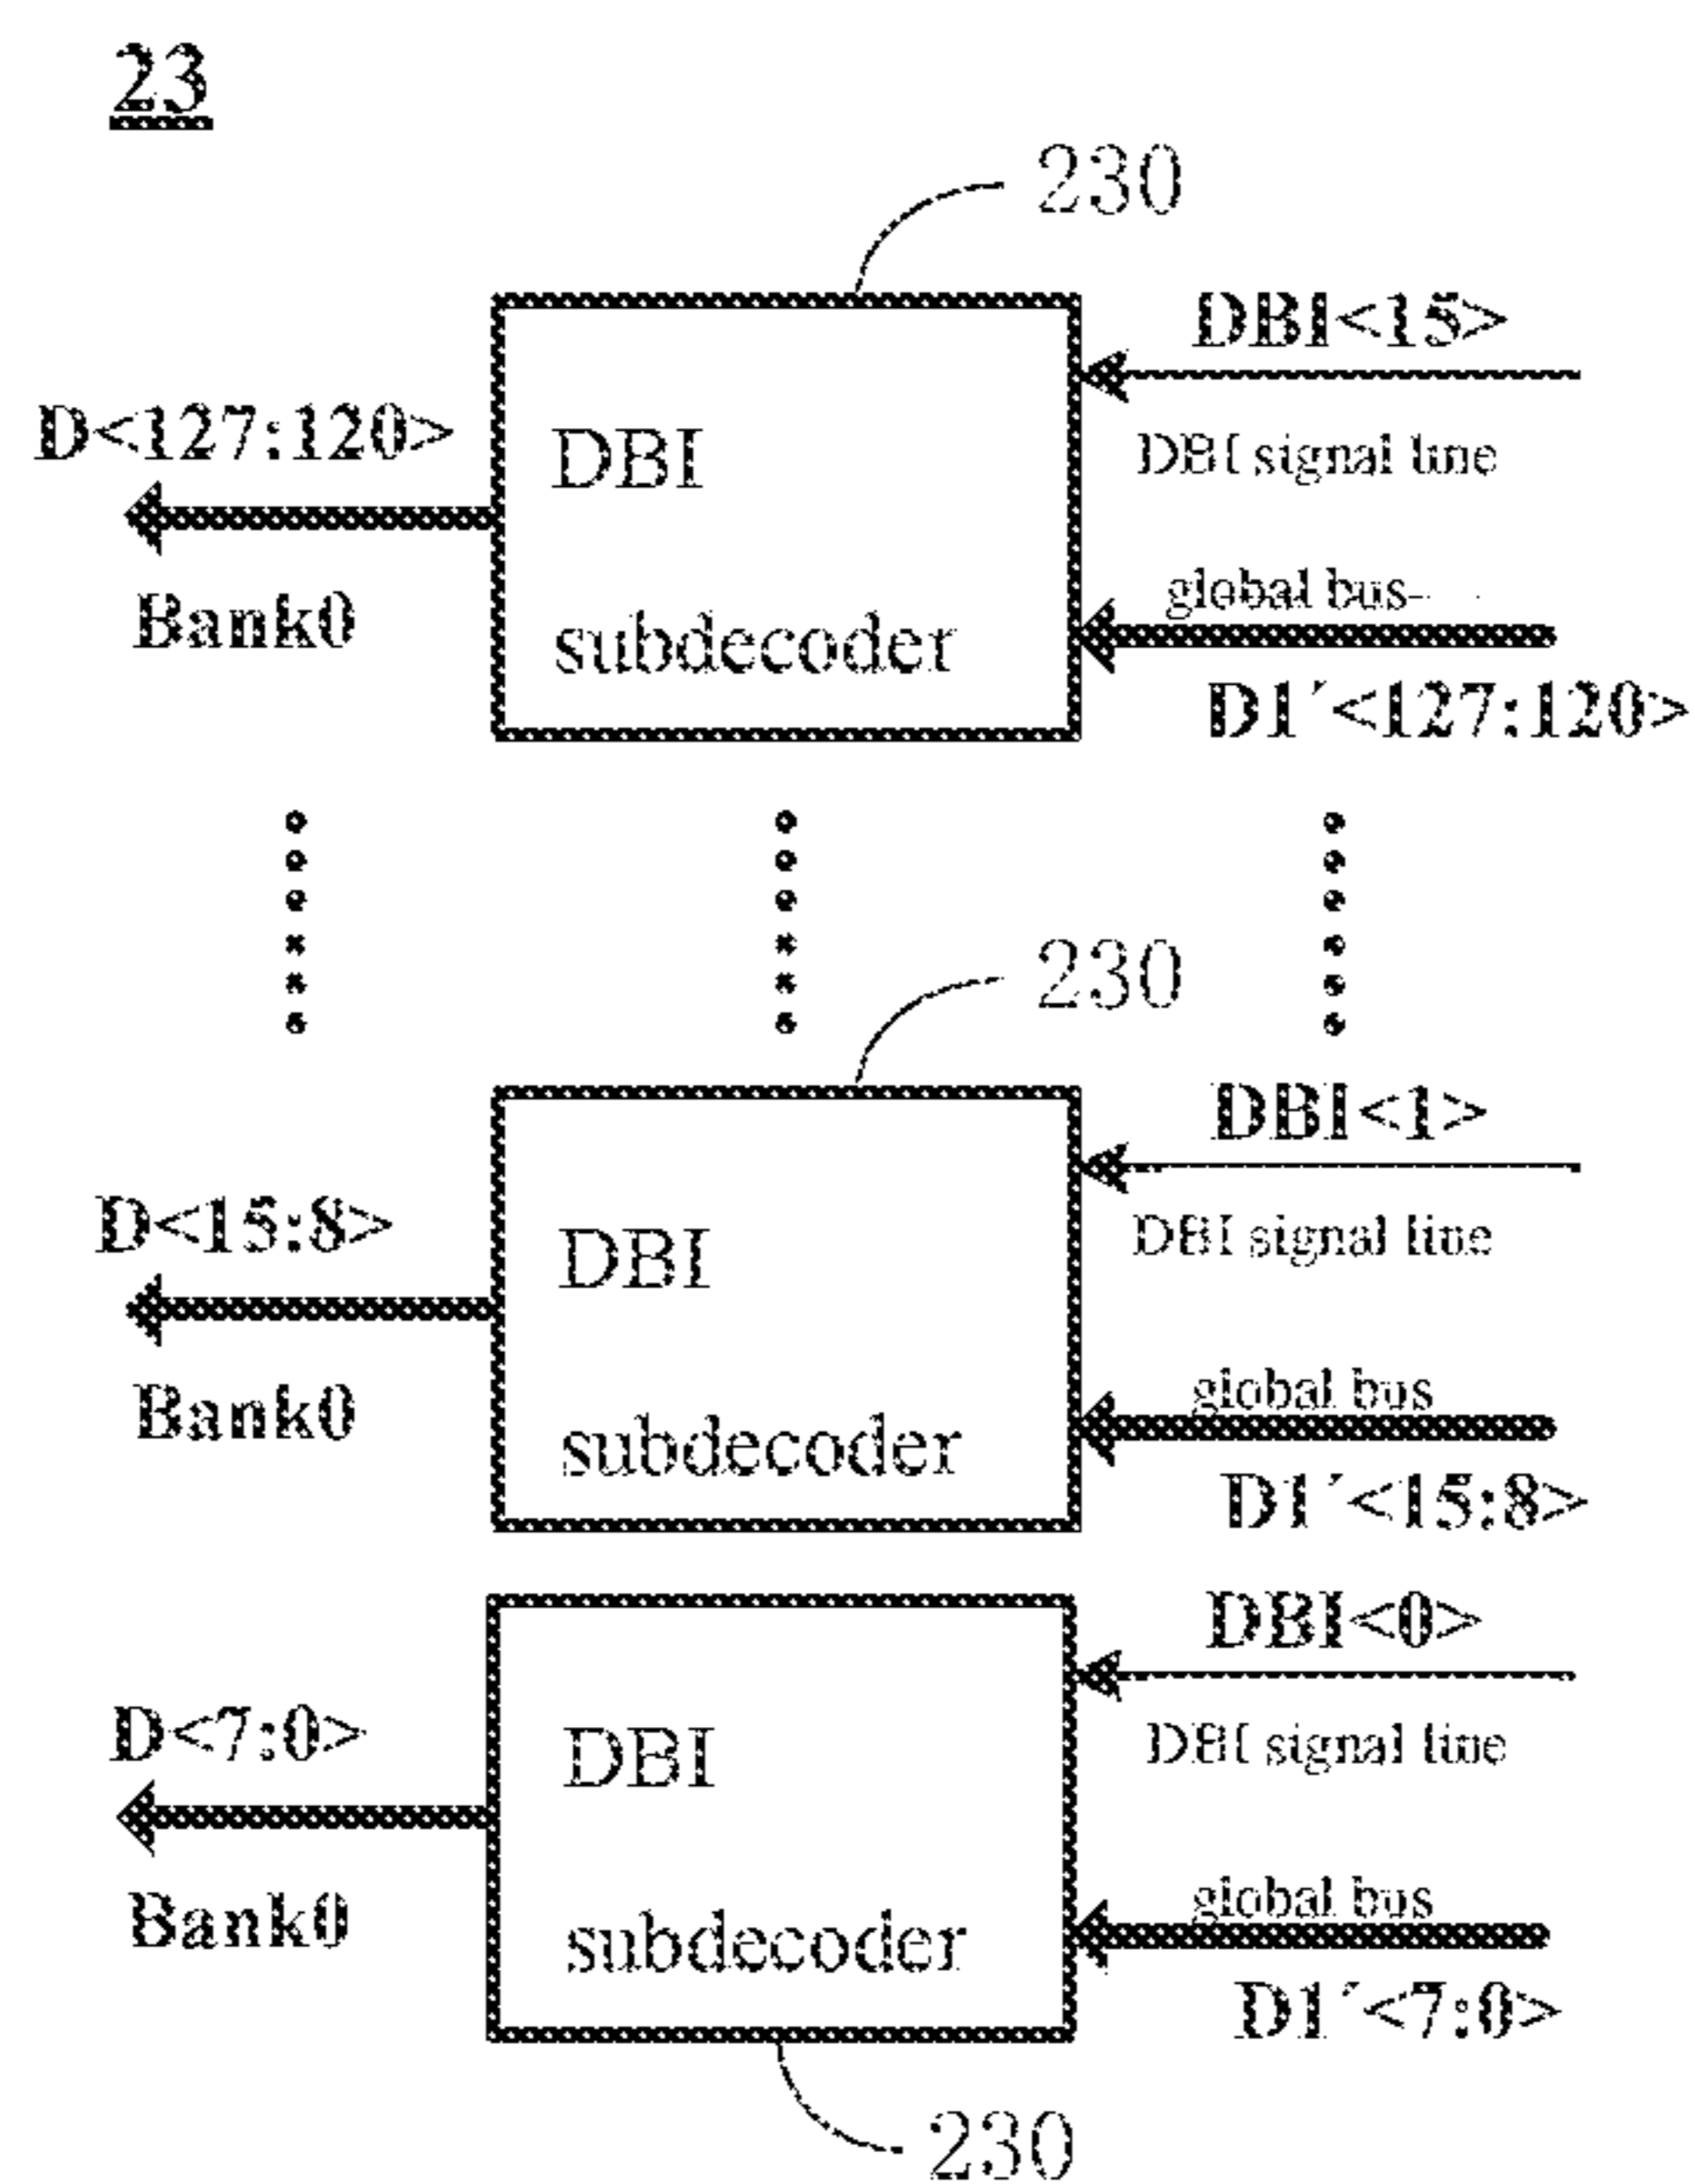 23
230
DBI<15>
D<127:120>
DBI
DBI signal line
global bus
Bank0
subdecoder
D1´<127:120>
230
DBI<1>
D<15:8>
DBI
DBI signal line
global bus
Bank0
subdecoder
D1´<15:8>
DBI<0>
D<7:0>
DBI
DBI signal line
global bus
Bank0
subdecoder
D1´<7:0>
230